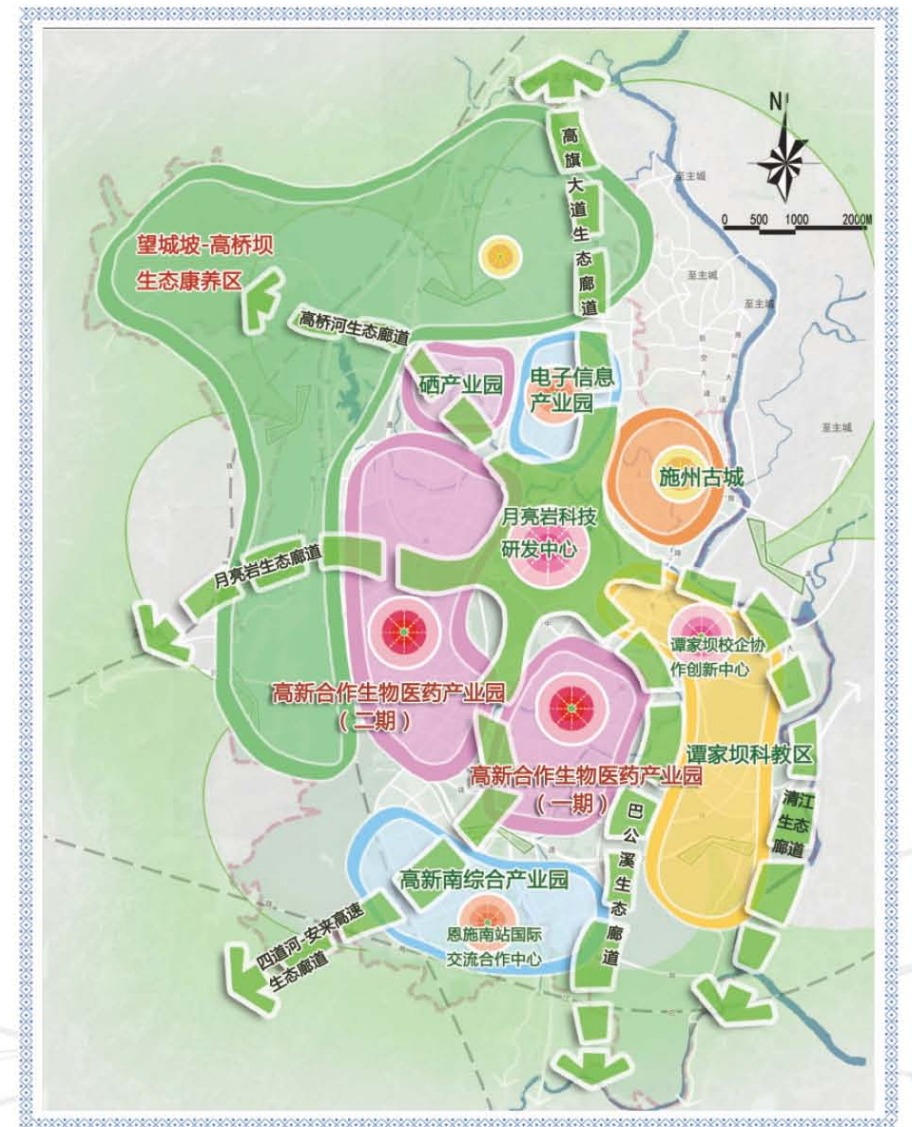 N
0 500 1000 2000M
至主城
至主城
至主城
至主城
高旗大道生态廊道
望城坡-高桥坝
生态康养区
高桥河生态廊道
硒产业园
电子信息
产业园
施州古城
月亮岩科技
研发中心
月亮岩生态廊道
谭家坝校企协
作创新中心
高新合作生物医药产业园
（二期）
谭家坝科教区
高新合作生物医药产业园
（一期）
清江
生态
廊道
巴公溪生态廊道
高新南综合产业园
恩施南站国际
交流合作中心
四道河-安来高速
生态廊道